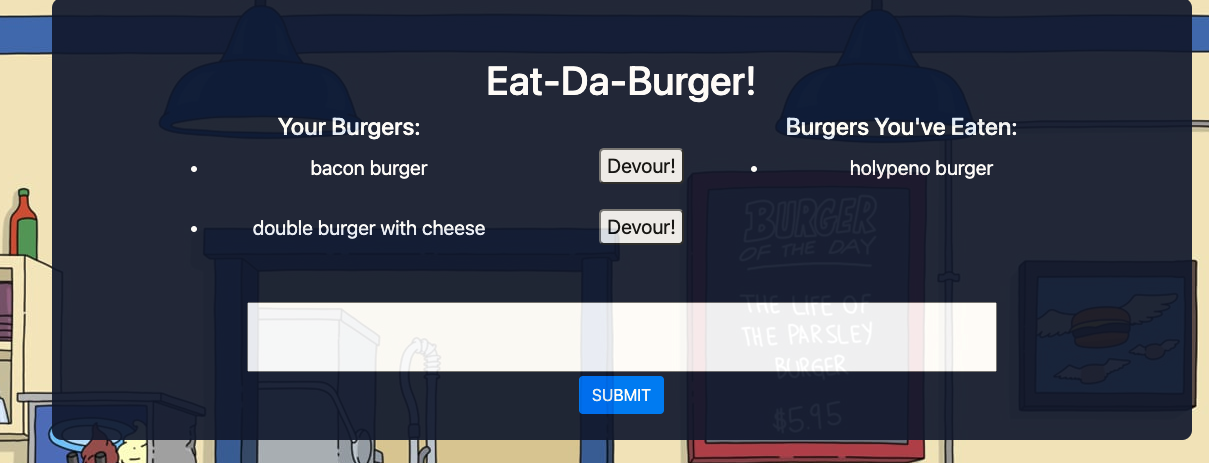 Eat-Da-Burger!
Your Burgers:
bacon burger
Devour!
double burger with cheese
Devour!
Burgers You've Eaten:
holypeno burger
BURGER
OF THE DAY
THE LIFE OF
THE PARSLEY
BURGER
$5.95
SUBMIT